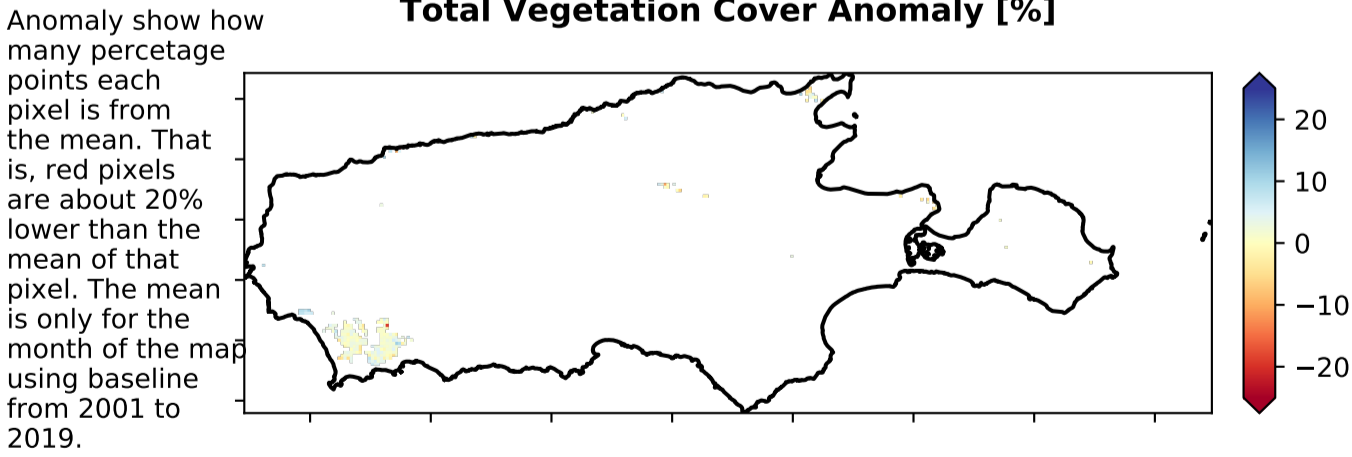 Total Vegetation Cover Anomaly [%]
Anomaly show how
many percetage
points each
pixel is from
the mean. That
is, red pixels
are about 20%
lower than the
mean of that
pixel. The mean
is only for the
month of the map
using baseline
from 2001 to
2019.
20
10
0
−10
−20